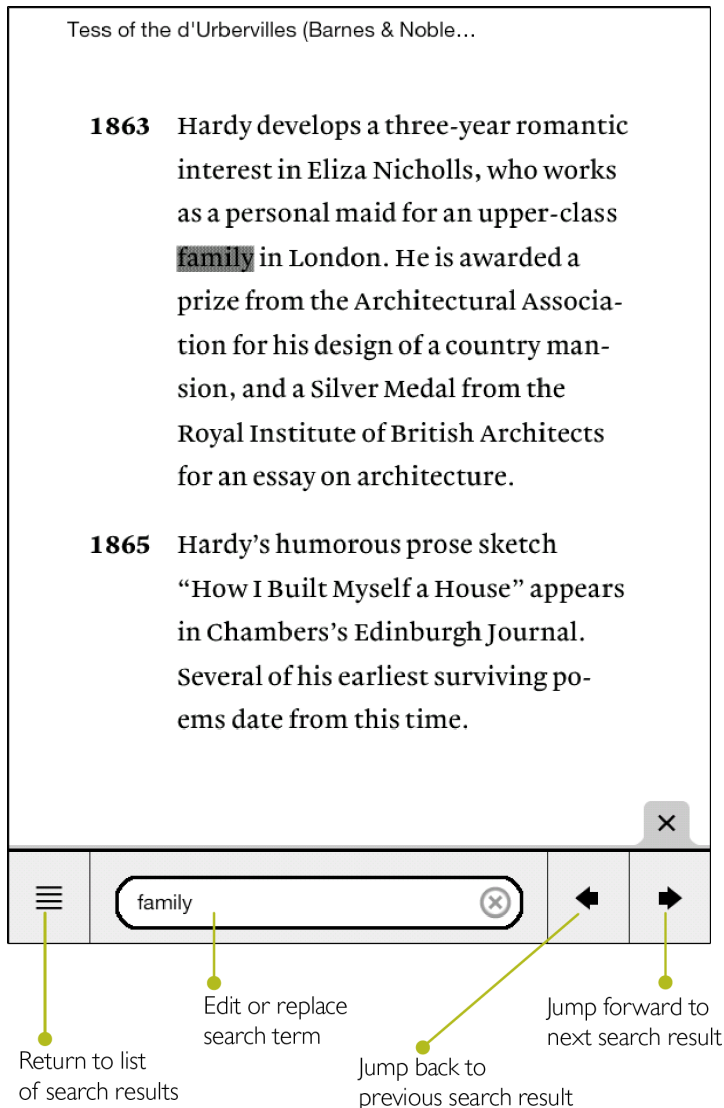 Tess of the d'Urbervilles (Barnes & Noble…
1863 Hardy develops a three-year romantic
interest in Eliza Nicholls, who works
as a personal maid for an upper-class
family in London. He is awarded a
prize from the Architectural Associa-
tion for his design of a country man-
sion, and a Silver Medal from the
Royal Institute of British Architects
for an essay on architecture.
1865 Hardy’s humorous prose sketch
“How I Built Myself a House” appears
in Chambers’s Edinburgh Journal.
Several of his earliest surviving po-
ems date from this time.
family
Edit or replace
search term
Jump forward to
next search result
Return to list
of search results
Jump back to
previous search result